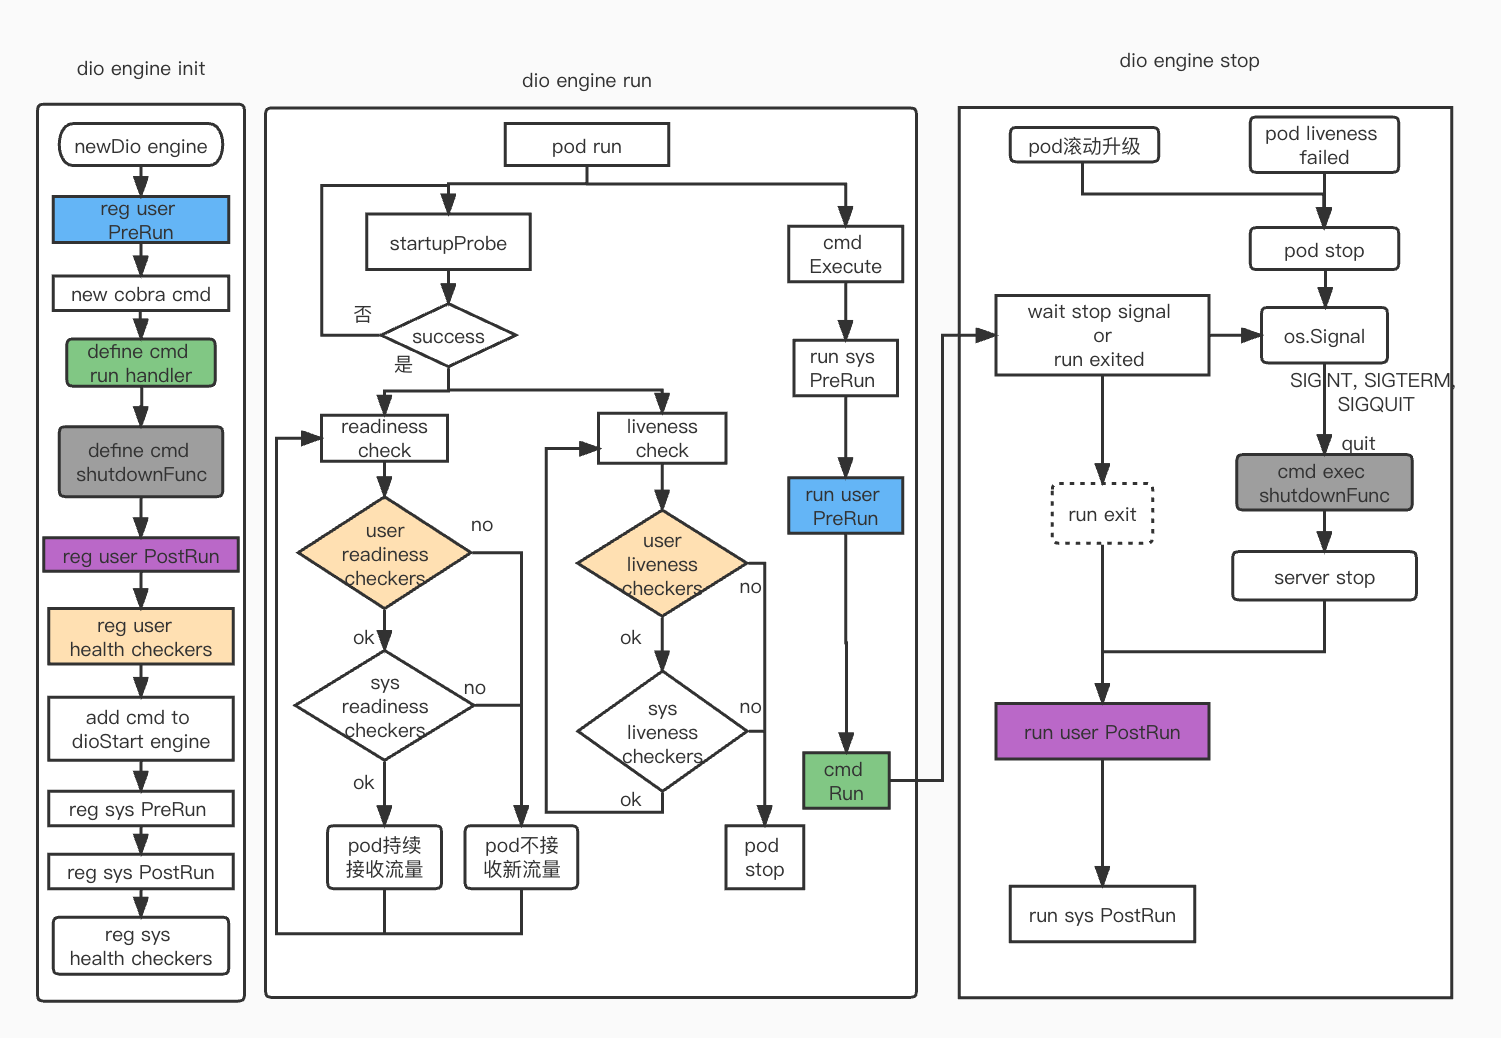 dio engine init
newDio engine
reg user
PreRun
new cobra cmd
define cmd
run handler
define cmd
shutdownFunc
reg user PostRun
reg user
health checkers
add cmd to
dioStart engine
reg sys PreRun
reg sys PostRun
reg sys
health checkers
dio engine run
pod run
startupProbe
否
success
是
readiness
check
user
readiness
checkers
no
ok
sys
readiness
checkers
no
ok
pod持续
接收流量
pod不接
收新流量
liveness
check
user
liveness
checkers
no
ok
sys
liveness
checkers
no
ok
pod
stop
cmd
Execute
run sys
PreRun
run user
PreRun
cmd
Run
dio engine stop
pod滚动升级
pod liveness
failed
pod stop
wait stop signal
or
run exited
os.Signal
SIGINT, SIGTERM,
SIGQUIT
quit
cmd exec
shutdownFunc
run exit
server stop
run user PostRun
run sys PostRun